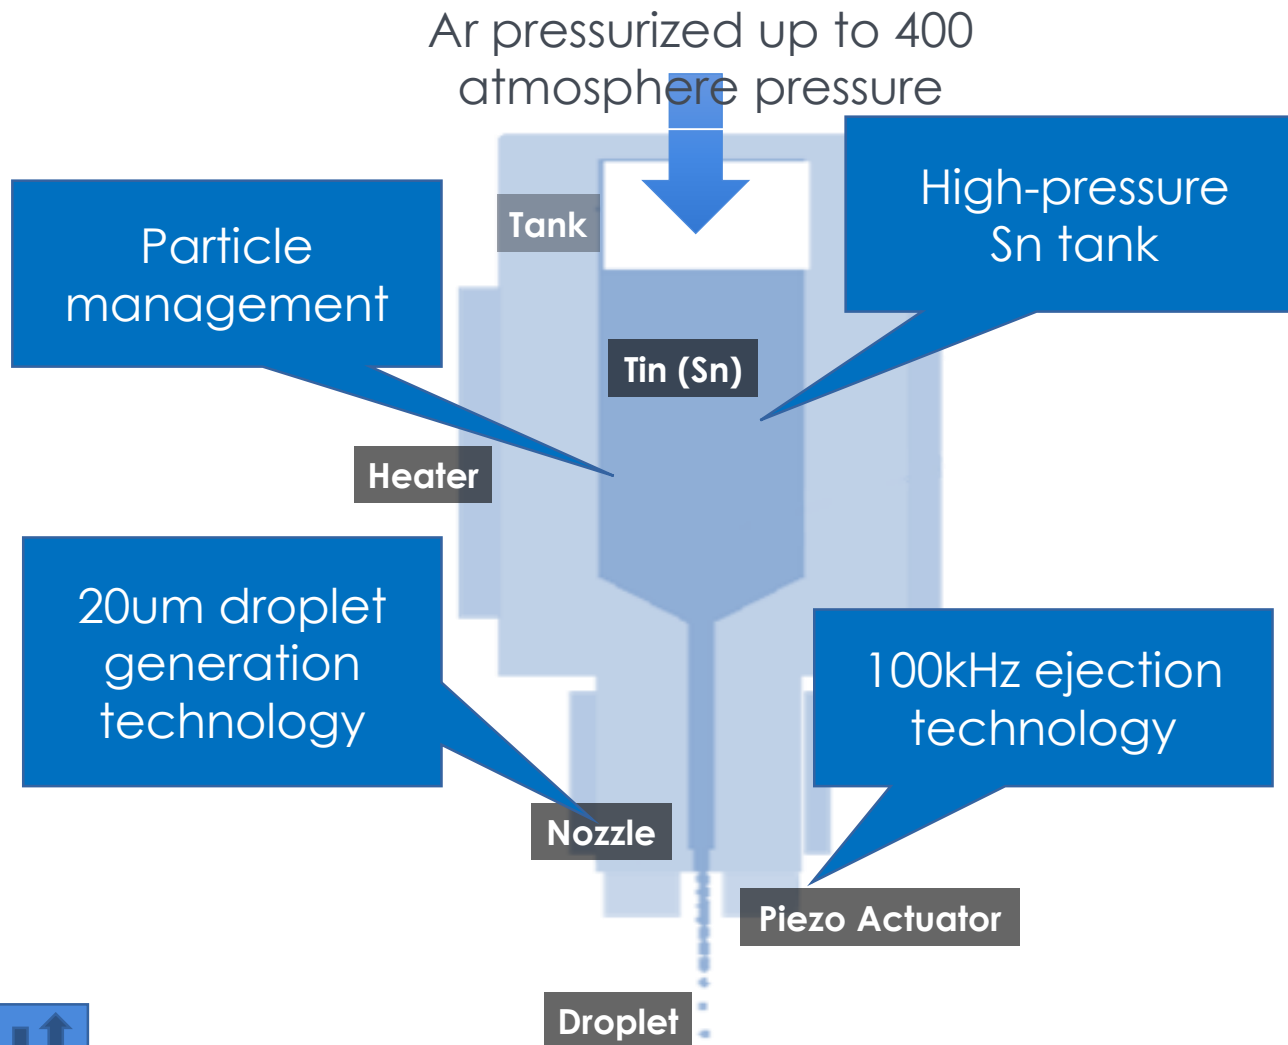 Ar pressurized up to 400
atmosphere pressure
High-pressure
Sn tank
Tank
Particle
management
Tin (Sn)
Heater
20um droplet
generation
technology
100kHz ejection
technology
Nozzle
Piezo Actuator
Droplet